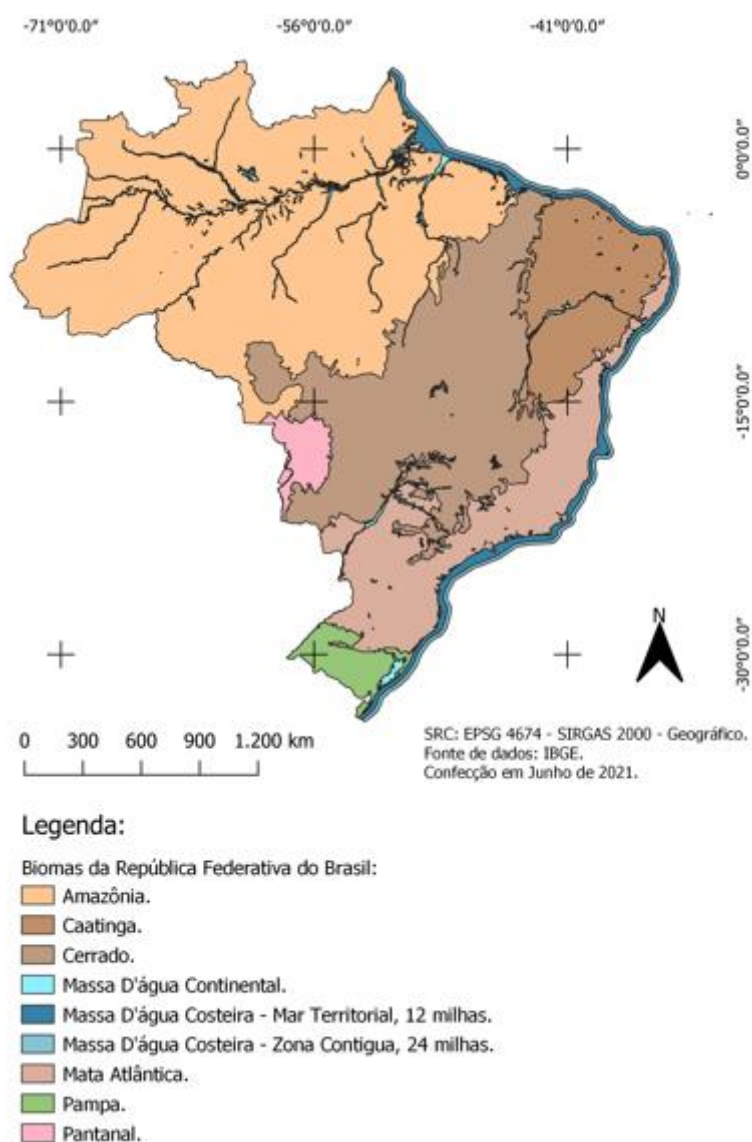 -71°0'0.0" -56°0'0.0" -41°0'0.0"
0°0'0.0"
-15°0'0.0"
N
-30°0'0.0"
0 300 600 900 1.200 km
SRC: EPSG 4674 - SIRGAS 2000 - Geográfico.
Fonte de dados: IBGE.
Confecção em Junho de 2021.
Legenda:
Biomas da República Federativa do Brasil:
Amazônia.
Caatinga.
Cerrado.
Massa D'água Continental.
Massa D'água Costeira - Mar Territorial, 12 milhas.
Massa D'água Costeira - Zona Contigua, 24 milhas.
Mata Atlântica.
Pampa.
Pantanal.